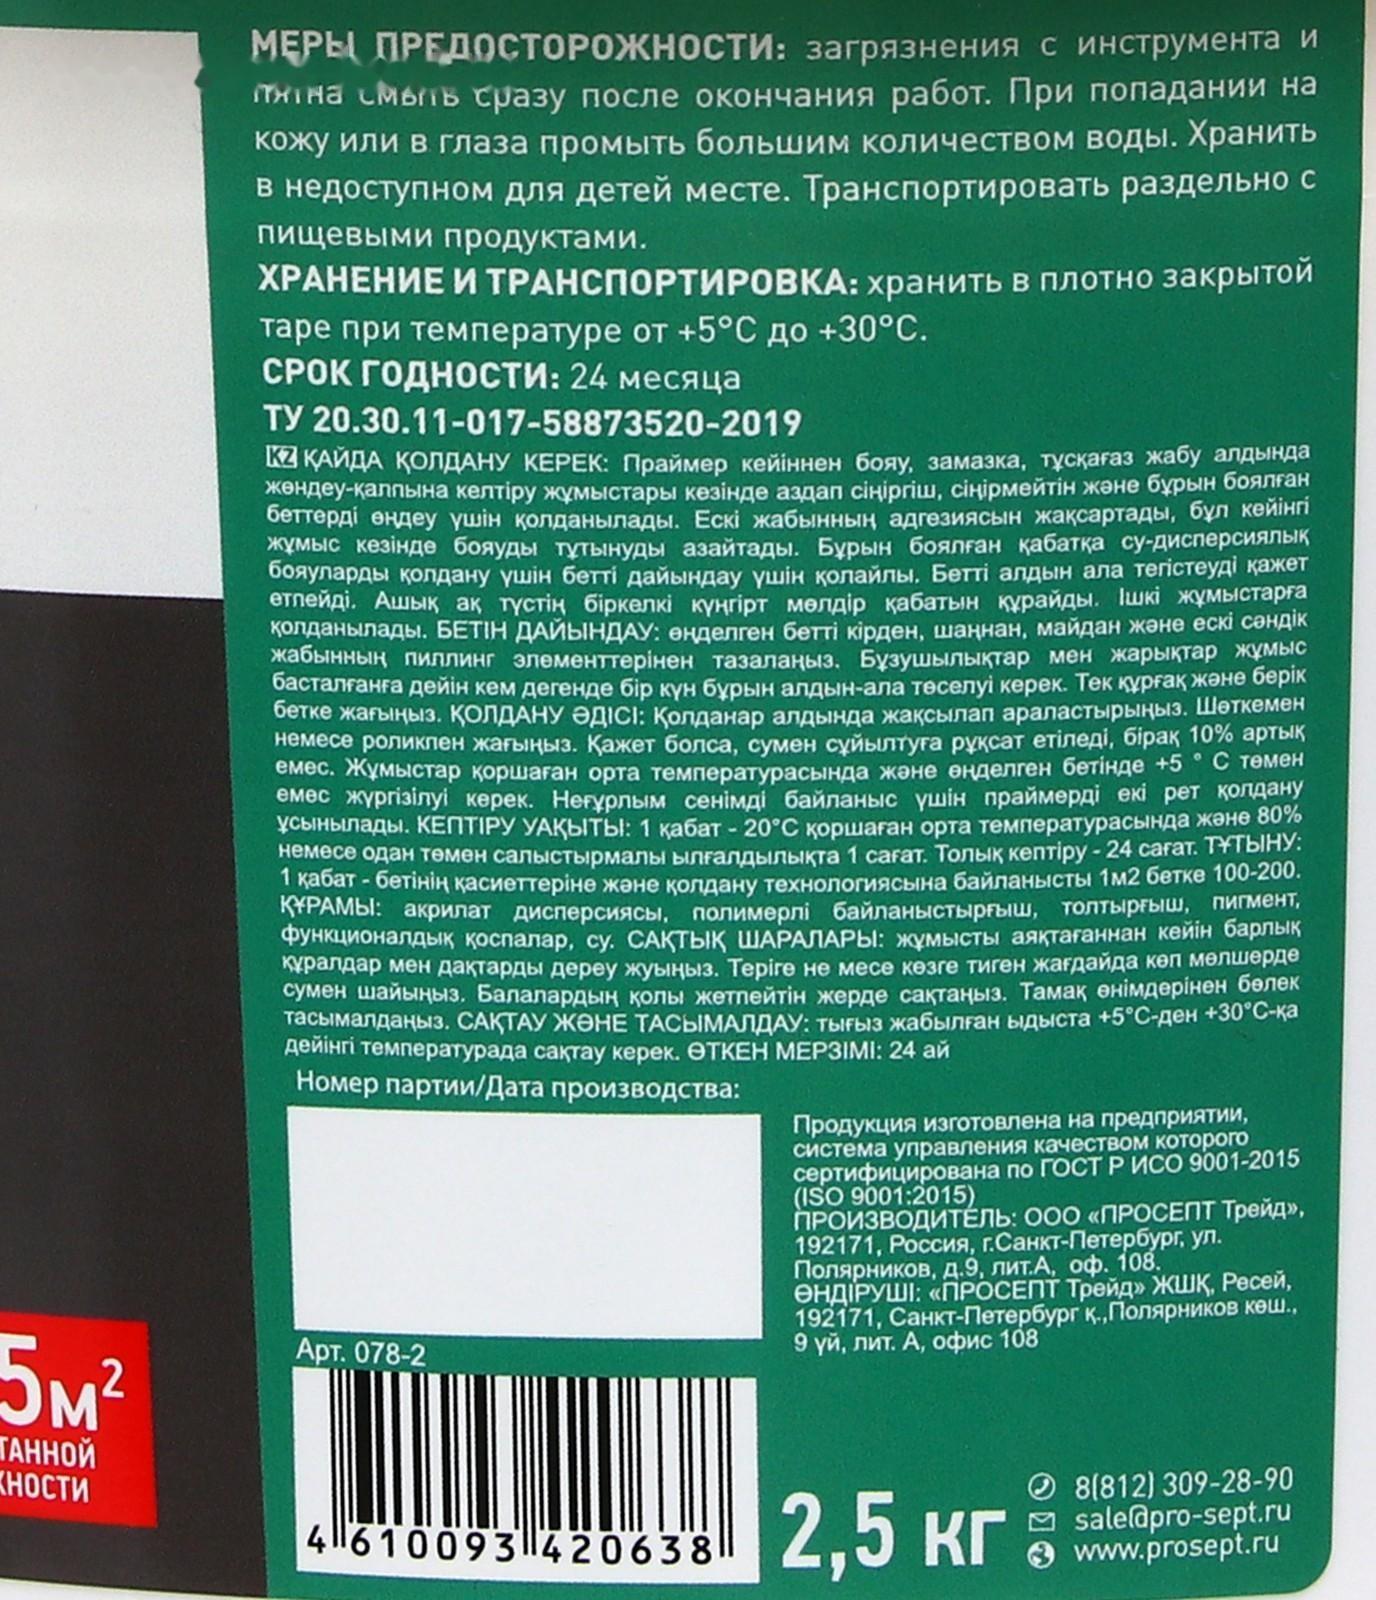 МЕРЫ ПРЕДОСТОРОЖНОСТИ: загрязнения с инструмента и
пятна смыть сразу после окончания работ. При попадании на
кожу или в глаза промыть большим количеством воды. Хранить
в недоступном для детей месте. Транспортировать раздельно с
пищевыми продуктами.
ХРАНЕНИЕ И ТРАНСПОРТИРОВКА: хранить в плотно закрытой
таре при температуре от +5°C до +30°C.
СРОК ГОДНОСТИ: 24 месяца
ТУ 20.30.11-017-58873520-2019
KZ ҚАЙДА ҚОЛДАНУ КЕРЕК: Праймер кейіннен бояу, замазка, тұсқағаз жабу алдында
жөндеу-қалпына келтіру жұмыстары кезінде аздап сіңіргіш, сіңірмейтін және бұрын боялған
беттерді өңдеу үшін қолданылады. Ескі жабынның адгезиясын жақсартады, бұл кейінгі
жұмыс кезінде бояуды тұтынуды азайтады. Бұрын боялған қабатқа су-дисперсиялық
бояуларды қолдану үшін бетті дайындау үшін қолайлы. Бетті алдын ала тегістеуді қажет
етпейді. Ашық ақ түстің біркелкі күңгірт мөлдір қабатын құрайды. Ішкі жұмыстарға
қолданылады. БЕТІН ДАЙЫНДАУ: өңделген бетті кірден, шаңнан, майдан және ескі сәндік
жабынның пиллинг элементтерінен тазалаңыз. Бұзушылықтар мен жарықтар жұмыс
басталғанға дейін кем дегенде бір күн бұрын алдын-ала төселуі керек. Тек құрғақ және берік
бетке жағыңыз. ҚОЛДАНУ ӘДІСІ: Қолданар алдында жақсылап араластырыңыз. Шөткемен
немесе роликпен жағыңыз. Қажет болса, сумен сұйылтуға рұқсат етіледі, бірақ 10% артық
емес. Жұмыстар қоршаған орта температурасында және өңделген бетінде +5 ° C төмен
емес жүргізілуі керек. Неғұрлым сенімді байланыс үшін праймерді екі рет қолдану
ұсынылады. КЕПТІРУ УАҚЫТЫ: 1 қабат - 20°C қоршаған орта температурасында және 80%
немесе одан төмен салыстырмалы ылғалдылықта 1 сағат. Толық кептіру - 24 сағат. ТҰТЫНУ:
1 қабат - бетінің қасиеттеріне және қолдану технологиясына байланысты 1м2 бетке 100-200.
ҚҰРАМЫ: акрилат дисперсиясы, полимерлі байланыстырғыш, толтырғыш, пигмент,
функционалдық қоспалар, су. САҚТЫҚ ШАРАЛАРЫ: жұмысты аяқтағаннан кейін барлық
құралдар мен дақтарды дереу жуыңыз. Теріге не месе көзге тиген жағдайда көп мөлшерде
сумен шайыңыз. Балалардың қолы жетпейтін жерде сақтаңыз. Тамақ өнімдерінен бөлек
тасымалдаңыз. САҚТАУ ЖӘНЕ ТАСЫМАЛДАУ: тығыз жабылған ыдыста +5°C-ден +30°C-қа
дейінгі температурада сақтау керек. ӨТКЕН МЕРЗІМІ: 24 ай
Номер партии/Дата производства:
Продукция изготовлена на предприятии,
система управления качеством которого
сертифицирована по ГОСТ Р ИСО 9001-2015
(ISO 9001:2015)
ПРОИЗВОДИТЕЛЬ: ООО «ПРОСЕПТ Трейд»,
192171, Россия, г.Санкт-Петербург, ул.
Полярников, д.9, лит.А, оф. 108.
ӨНДІРУШІ: «ПРОСЕПТ Трейд» ЖШҚ, Ресей,
192171, Санкт-Петербург қ.,Полярников көш.,
9 үй, лит. А, офис 108
Арт. 078-2
4 610093 420638
2,5 кг
8(812) 309-28-90
sale@pro-sept.ru
www.prosept.ru
5м²
ТАННОЙ
ХНОСТИ